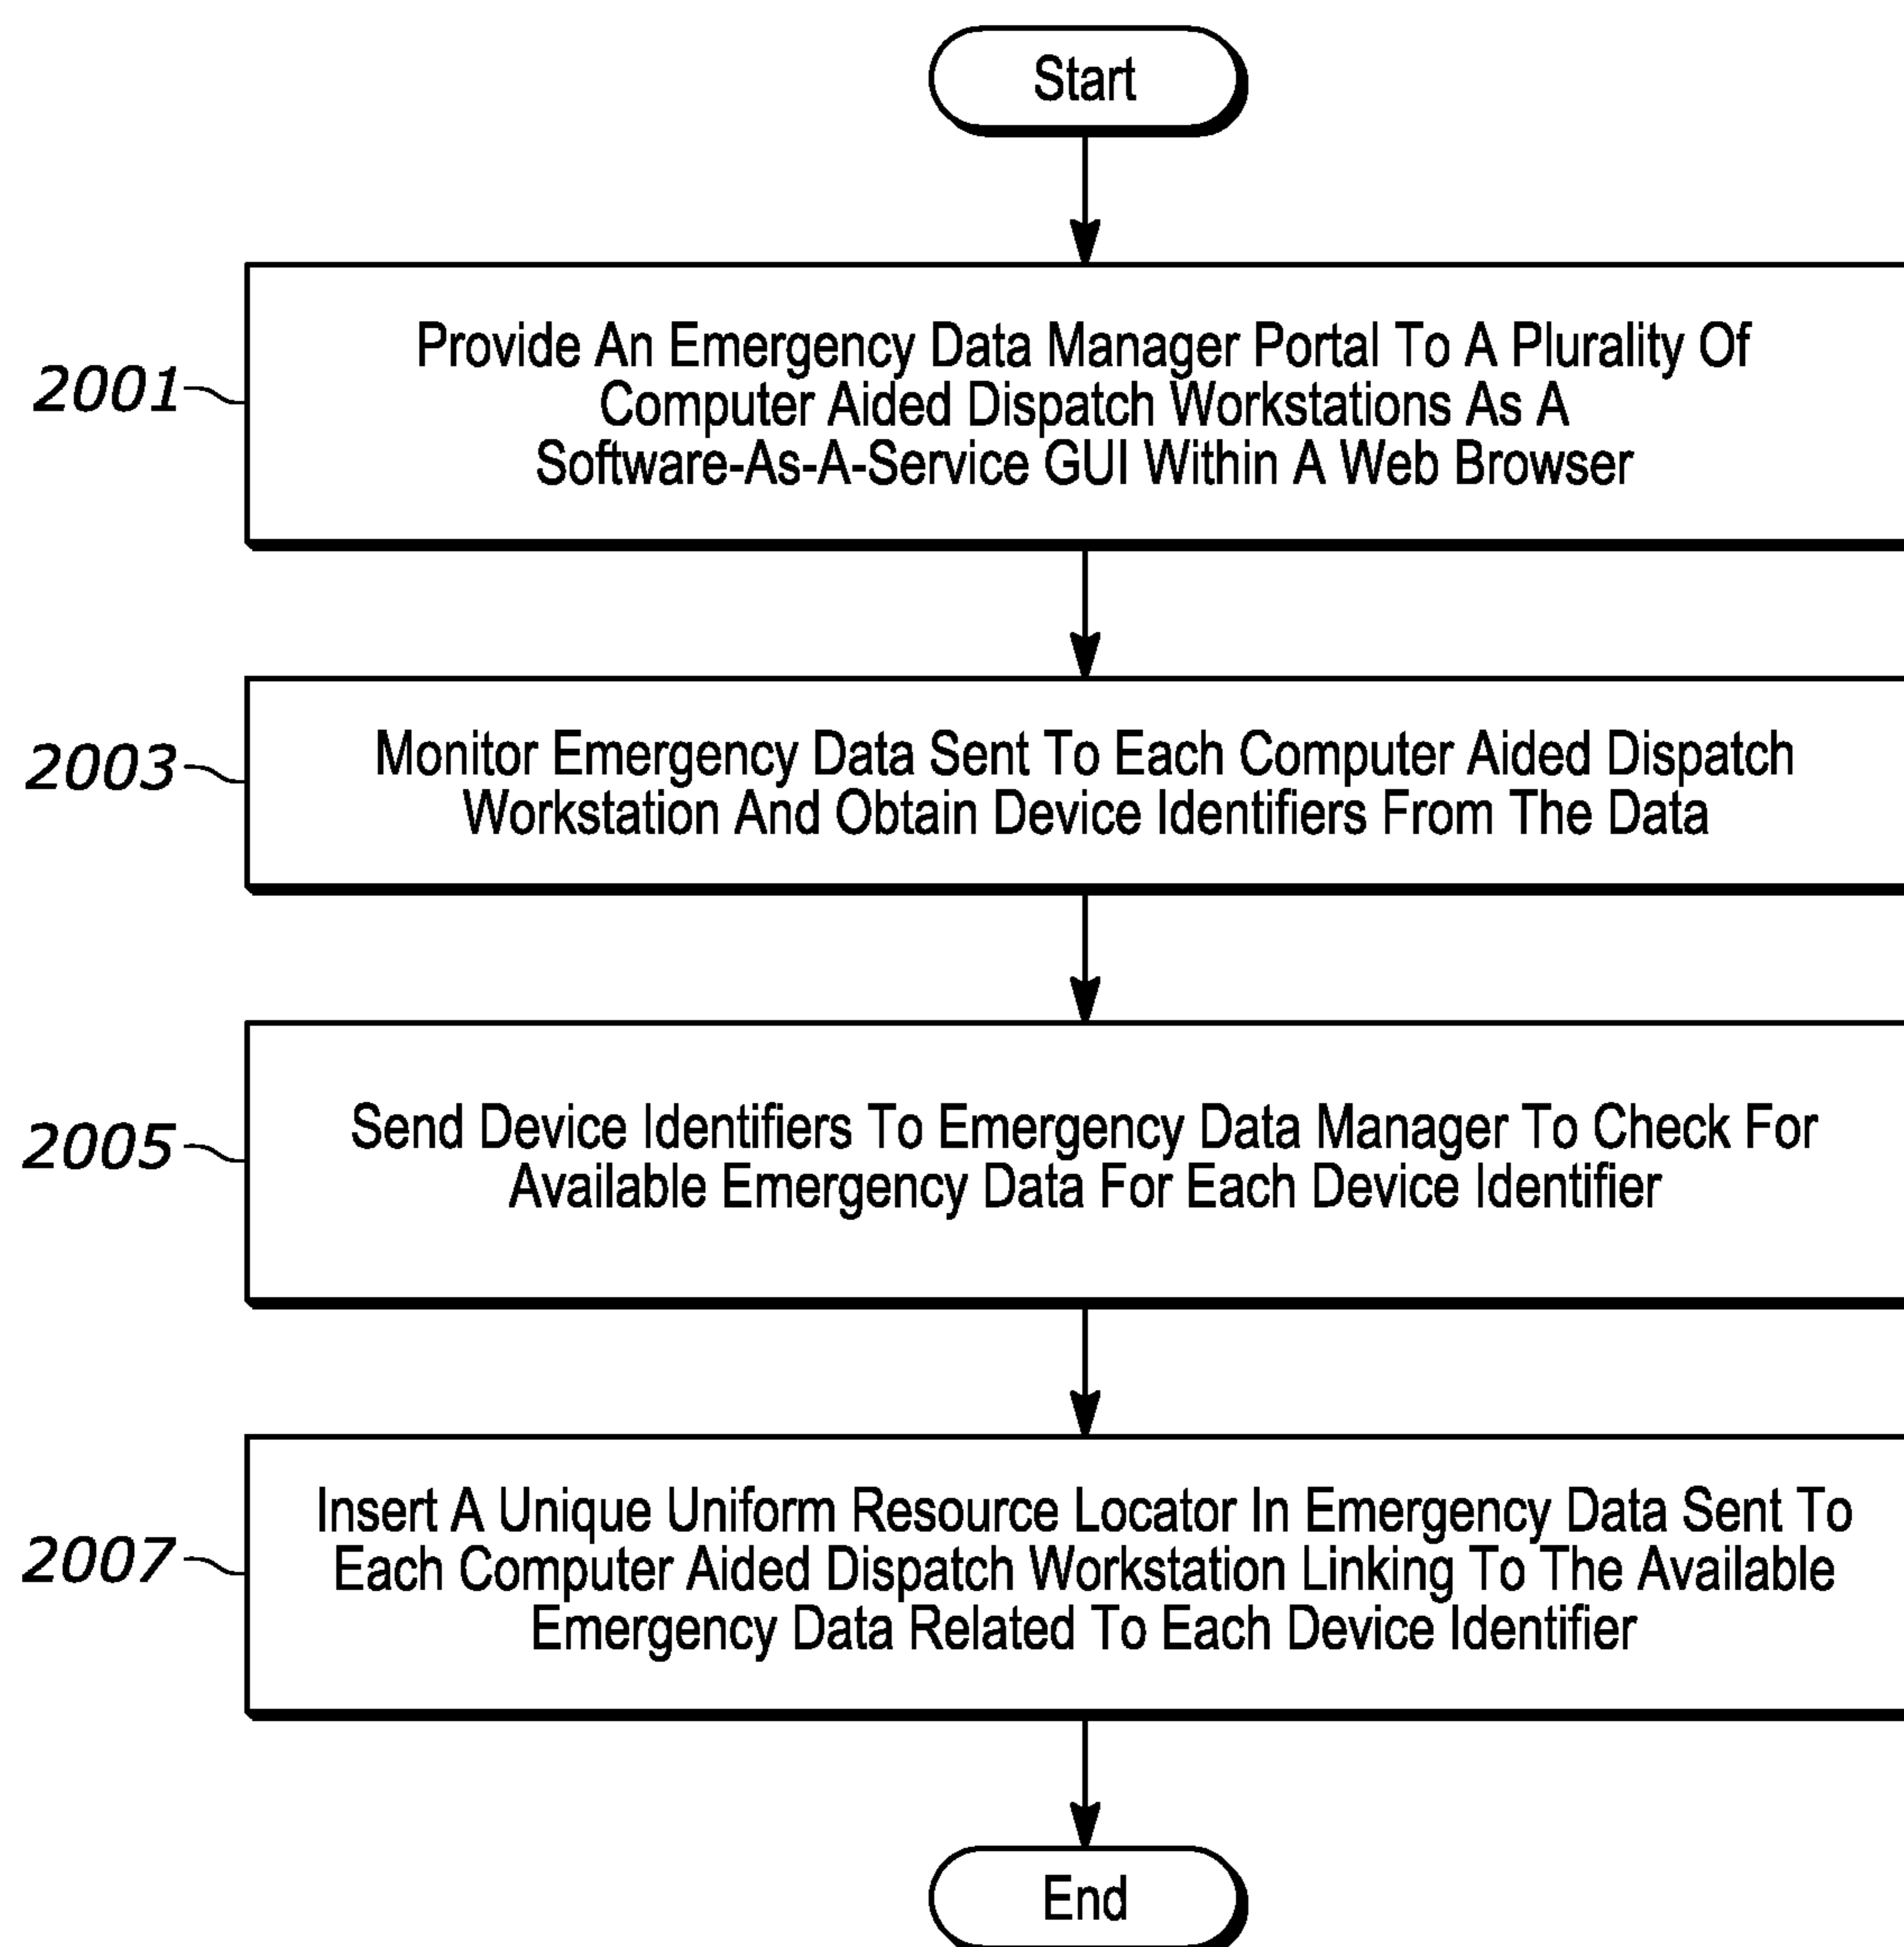 Start
2001
Provide An Emergency Data Manager Portal To A Plurality Of
Computer Aided Dispatch Workstations As A
Software-As-A-Service GUI Within A Web Browser
2003
Monitor Emergency Data Sent To Each Computer Aided Dispatch
Workstation And Obtain Device Identifiers From The Data
2005
Send Device Identifiers To Emergency Data Manager To Check For
Available Emergency Data For Each Device Identifier
2007
Insert A Unique Uniform Resource Locator In Emergency Data Sent To
Each Computer Aided Dispatch Workstation Linking To The Available
Emergency Data Related To Each Device Identifier
End